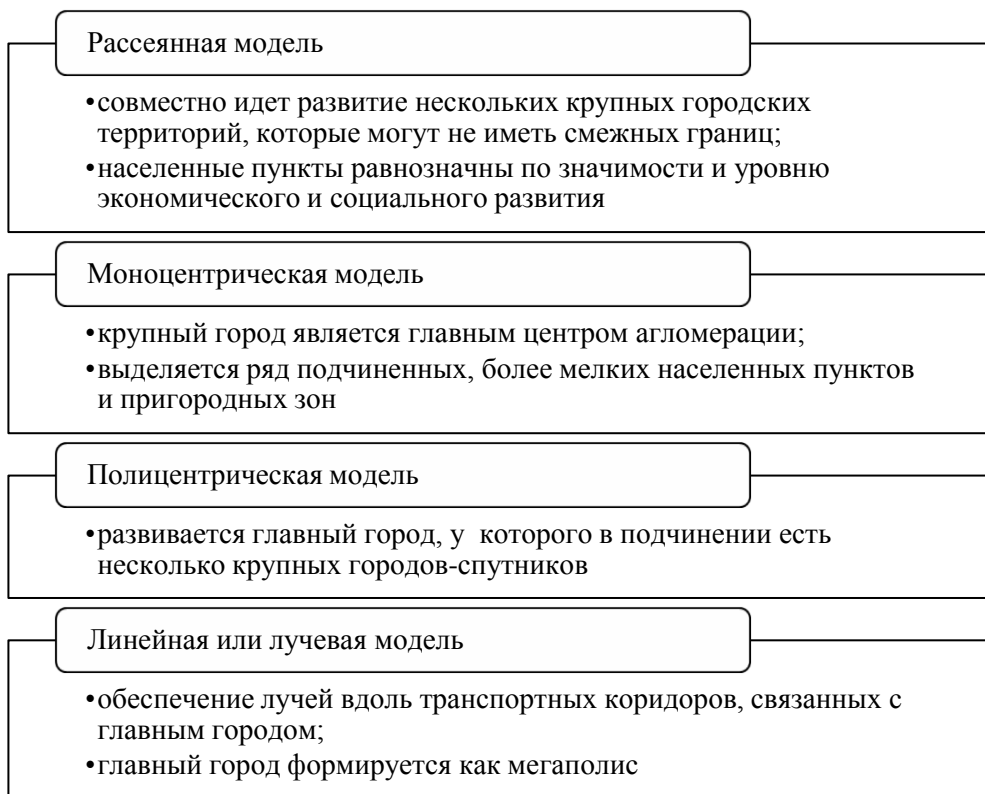 Рассеянная модель
•совместно идет развитие нескольких крупных городских
территорий, которые могут не иметь смежных границ;
•населенные пункты равнозначны по значимости и уровню
экономического и социального развития
Моноцентрическая модель
•крупный город является главным центром агломерации;
•выделяется ряд подчиненных, более мелких населенных пунктов
и пригородных зон
Полицентрическая модель
•развивается главный город, у которого в подчинении есть
несколько крупных городов-спутников
Линейная или лучевая модель
•обеспечение лучей вдоль транспортных коридоров, связанных с
главным городом;
•главный город формируется как мегаполис